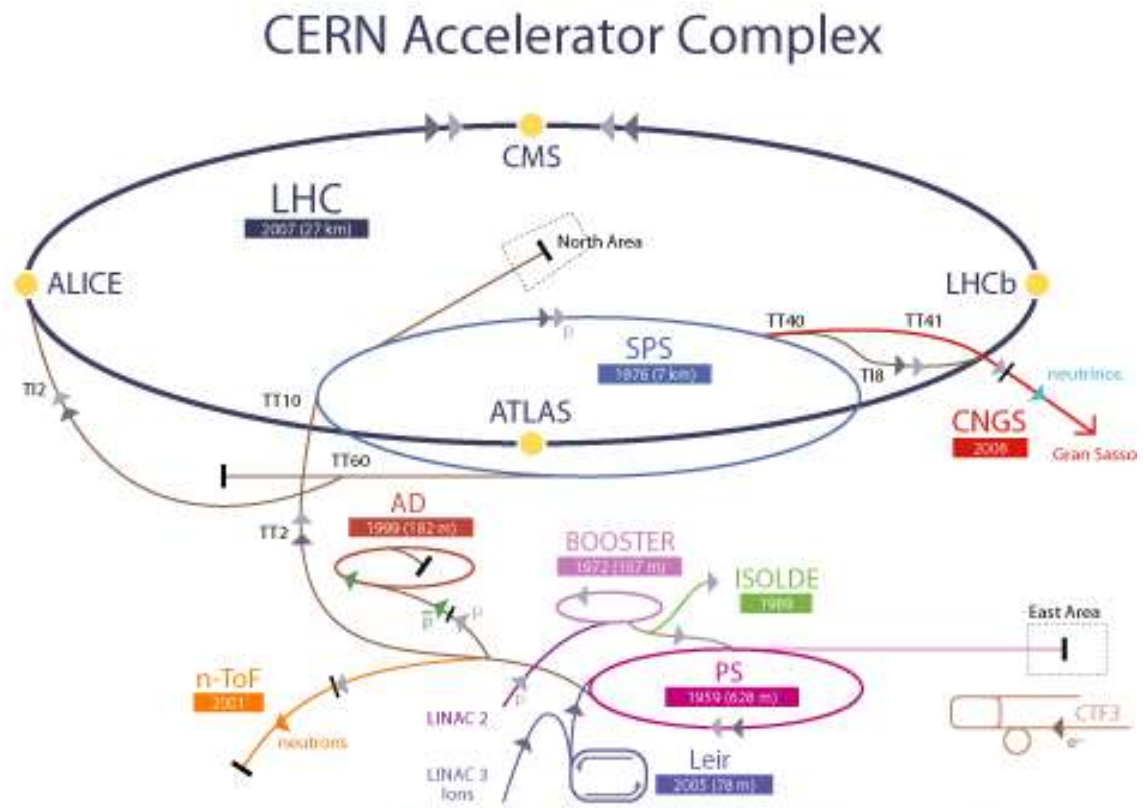 CERN Accelerator Complex
CMS
LHC
2007 (27 km)
North Area
ALICE
LHCb
TT40
TT41
SPS
1976 (7 km)
TI8
TI2
TT10
neutrinos
ATLAS
CNGS
2006
Gran Sasso
TT60
AD
1999 (182 m)
TT2
BOOSTER
1972 (157 m)
ISOLDE
1989
p
p
p
East Area
n-ToF
2001
PS
1959 (628 m)
p
LINAC 2
neutrons
CTF3
e-
LINAC 3
Ions
Leir
2005 (78 m)